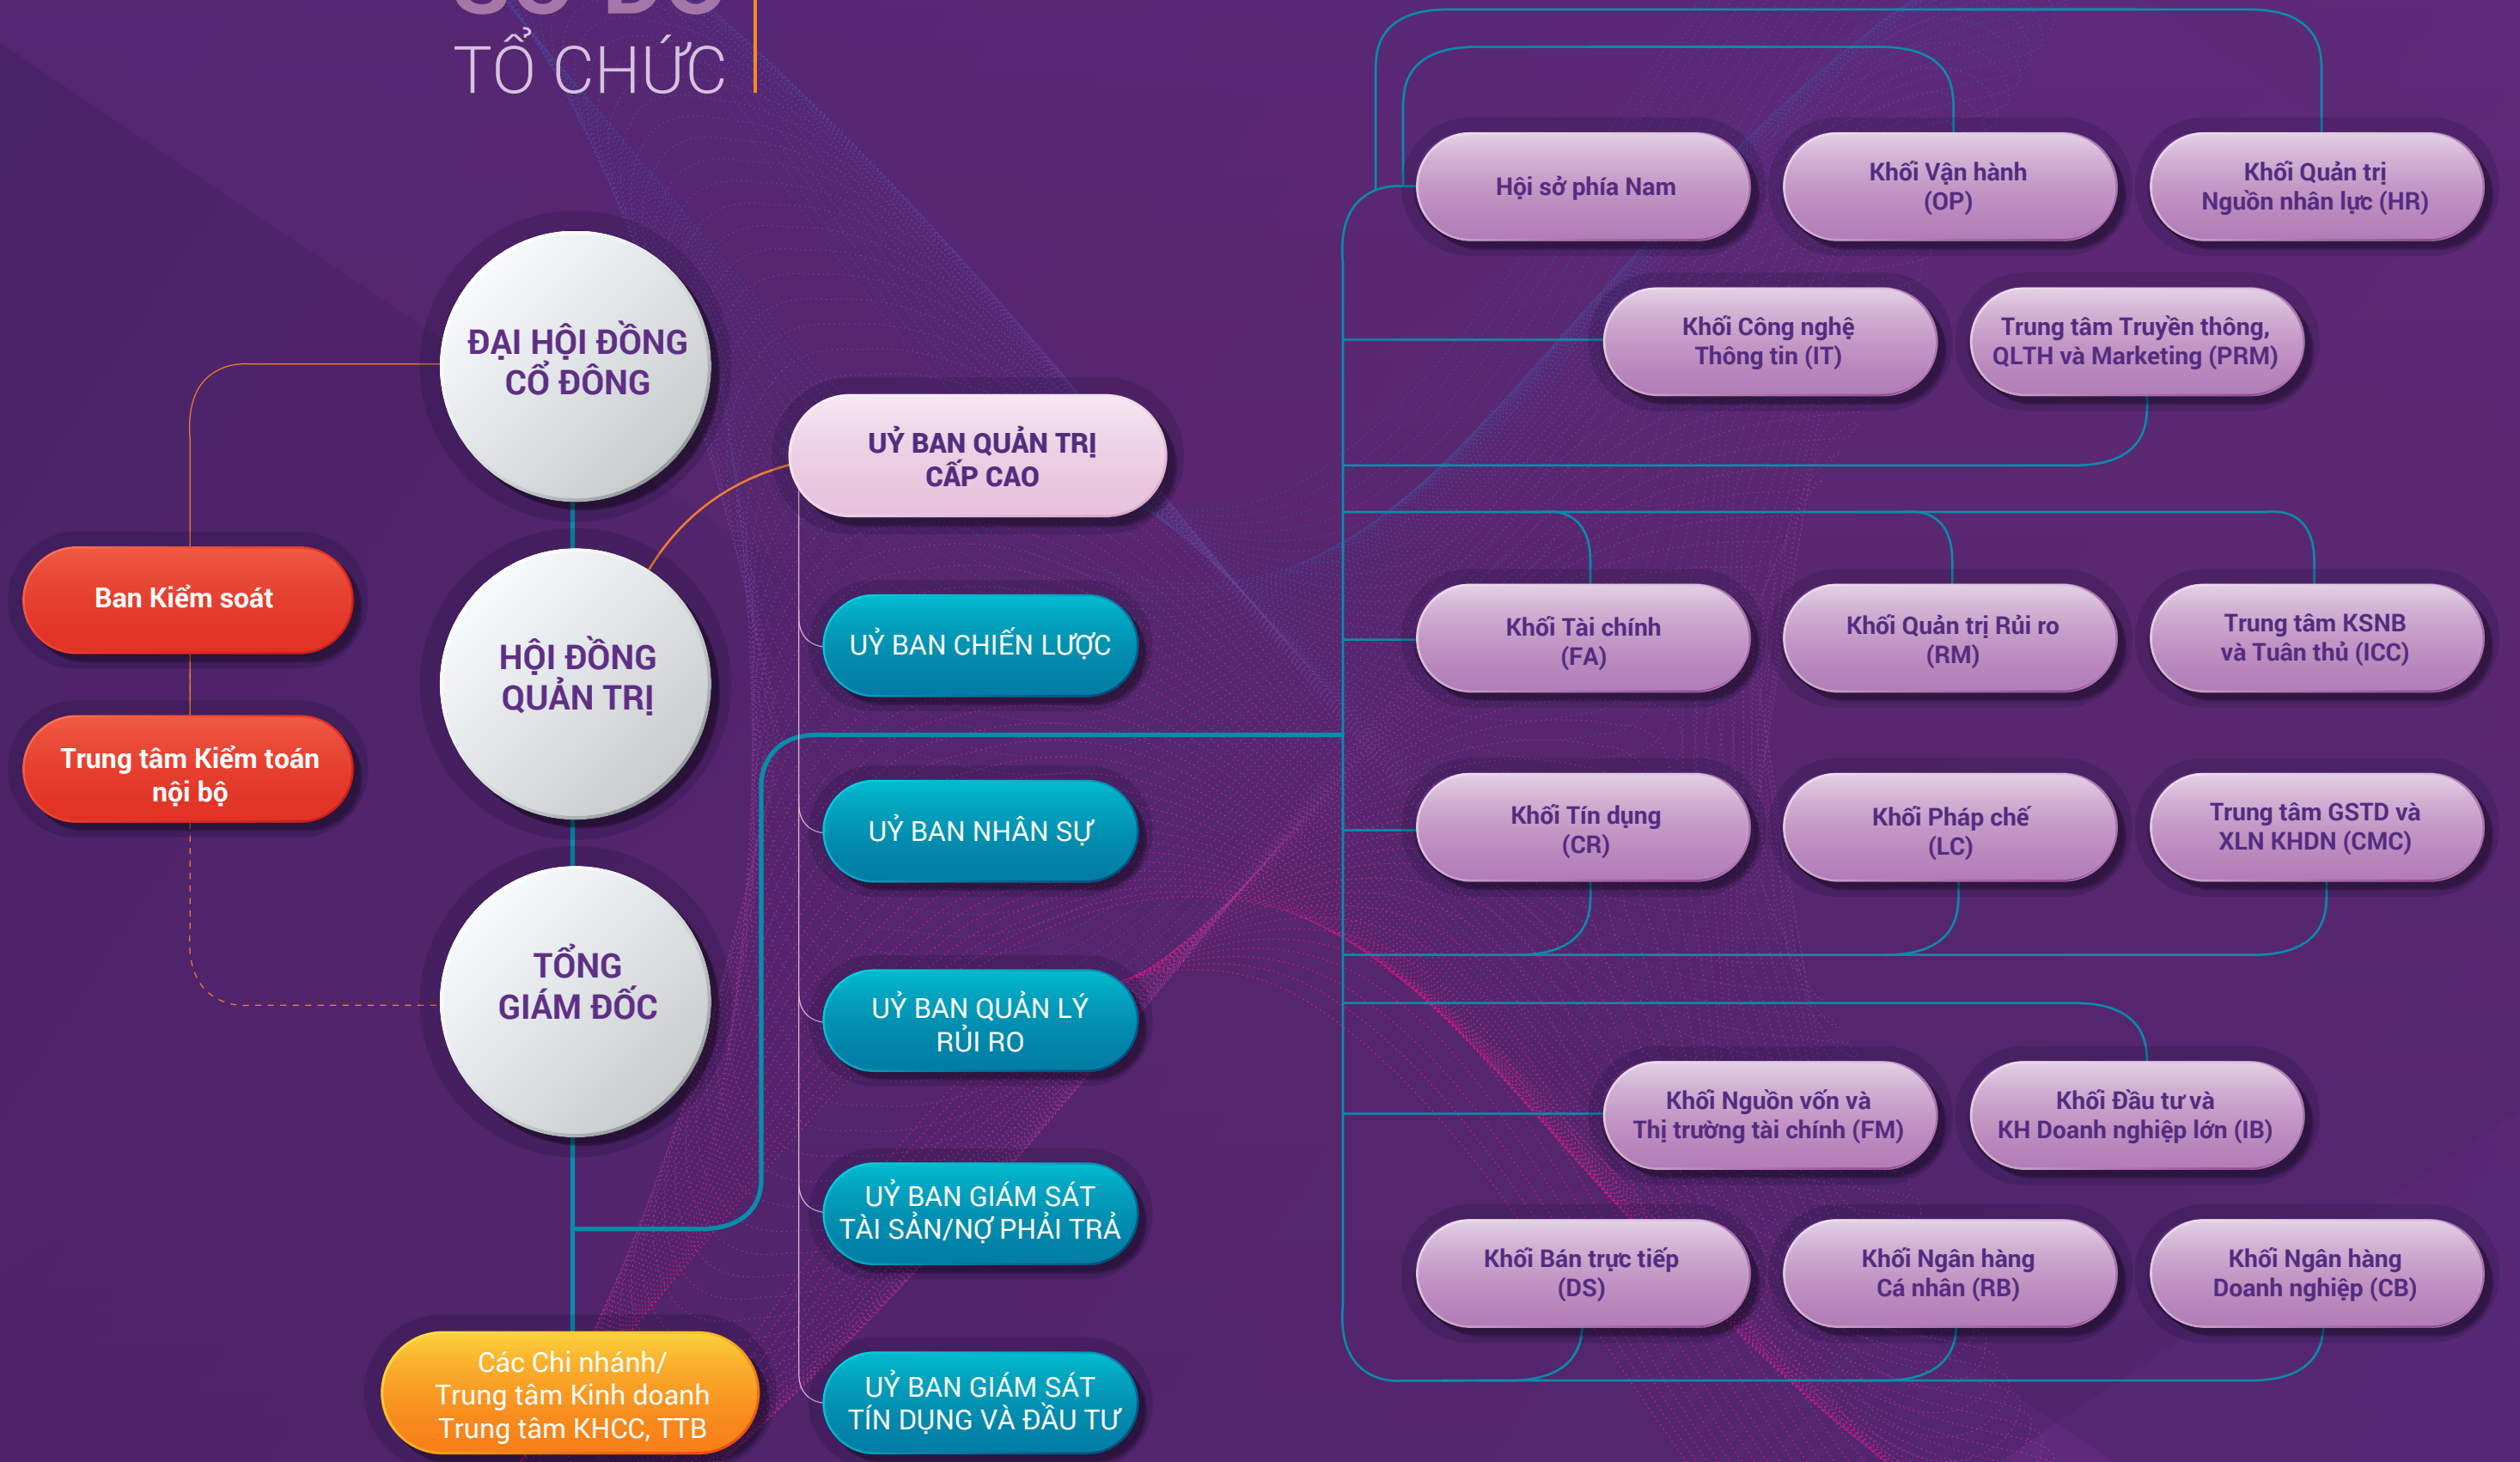 TỔ CHỨC
ĐẠI HỘI ĐỒNG
CỔ ĐÔNG
HỘI ĐỒNG
QUẢN TRỊ
TỔNG
GIÁM ĐỐC
Ban Kiểm soát
Trung tâm Kiểm toán
nội bộ
Các Chi nhánh/
Trung tâm Kinh doanh
Trung tâm KHCC, TTB
UỶ BAN QUẢN TRỊ
CẤP CAO
UỶ BAN CHIẾN LƯỢC
UỶ BAN NHÂN SỰ
UỶ BAN QUẢN LÝ
RỦI RO
UỶ BAN GIÁM SÁT
TÀI SẢN/NỢ PHẢI TRẢ
UỶ BAN GIÁM SÁT
TÍN DỤNG VÀ ĐẦU TƯ
Hội sở phía Nam
Khối Vận hành
(OP)
Khối Quản trị
Nguồn nhân lực (HR)
Khối Công nghệ
Thông tin (IT)
Trung tâm Truyền thông,
QLTH và Marketing (PRM)
Khối Tài chính
(FA)
Khối Quản trị Rủi ro
(RM)
Trung tâm KSNB
và Tuân thủ (ICC)
Khối Tín dụng
(CR)
Khối Pháp chế
(LC)
Trung tâm GSTD và
XLN KHDN (CMC)
Khối Nguồn vốn và
Thị trường tài chính (FM)
Khối Đầu tư và
KH Doanh nghiệp lớn (IB)
Khối Bán trực tiếp
(DS)
Khối Ngân hàng
Cá nhân (RB)
Khối Ngân hàng
Doanh nghiệp (CB)